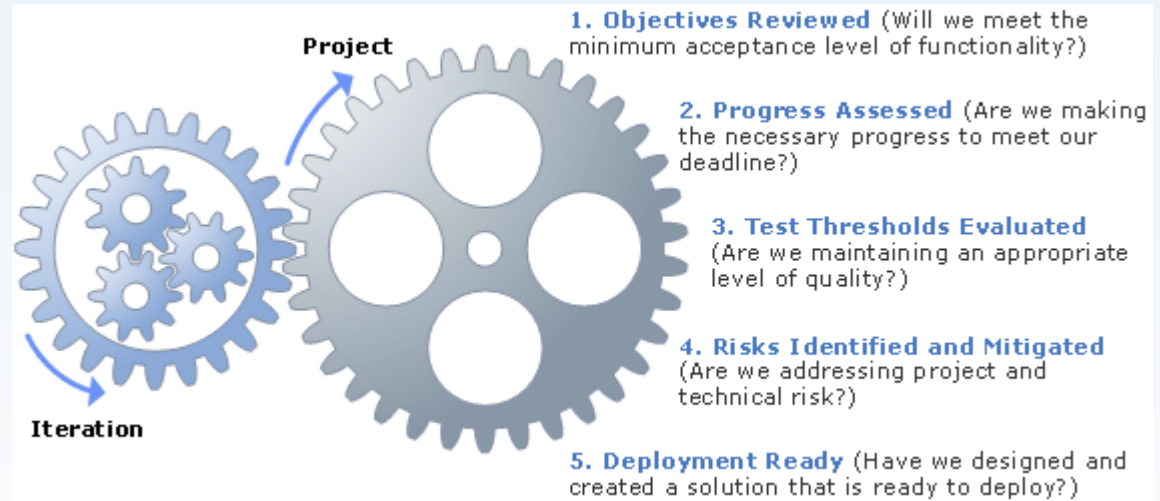 Project
Iteration
1. Objectives Reviewed (Will we meet the
minimum acceptance level of functionality?)
2. Progress Assessed (Are we making
the necessary progress to meet our
deadline?)
3. Test Thresholds Evaluated
(Are we maintaining an appropriate
level of quality?)
4. Risks Identified and Mitigated
(Are we addressing project and
technical risk?)
5. Deployment Ready (Have we designed and
created a solution that is ready to deploy?)